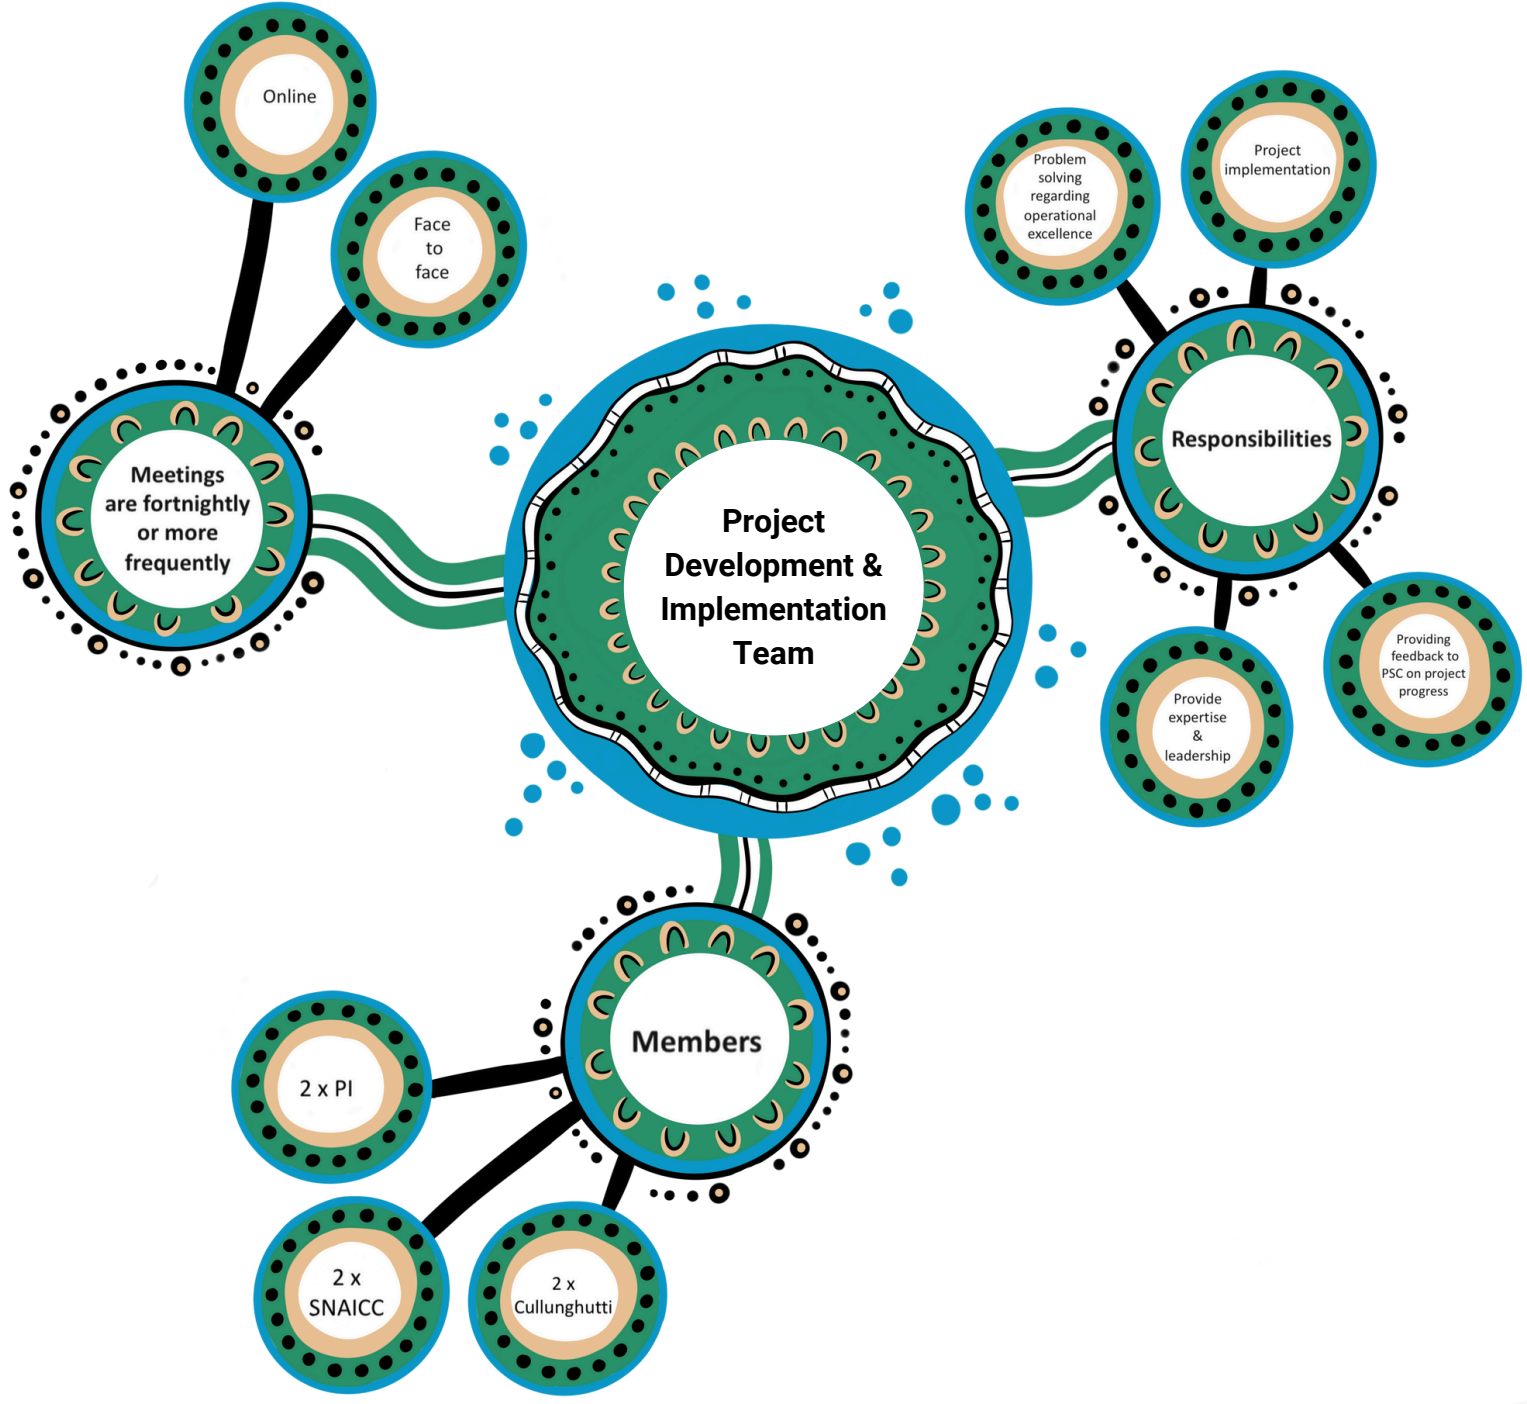 Online
Face
to
face
Meetings
are fortnightly
or more
frequently
Project
Development &
Implementation
Team
Problem
solving
regarding
operational
excellence
Project
implementation
Responsibilities
Provide
expertise
&
leadership
Providing
feedback to
PSC on project
progress
Members
2 x PI
2 x
SNAICC
2 x
Cullunghutti